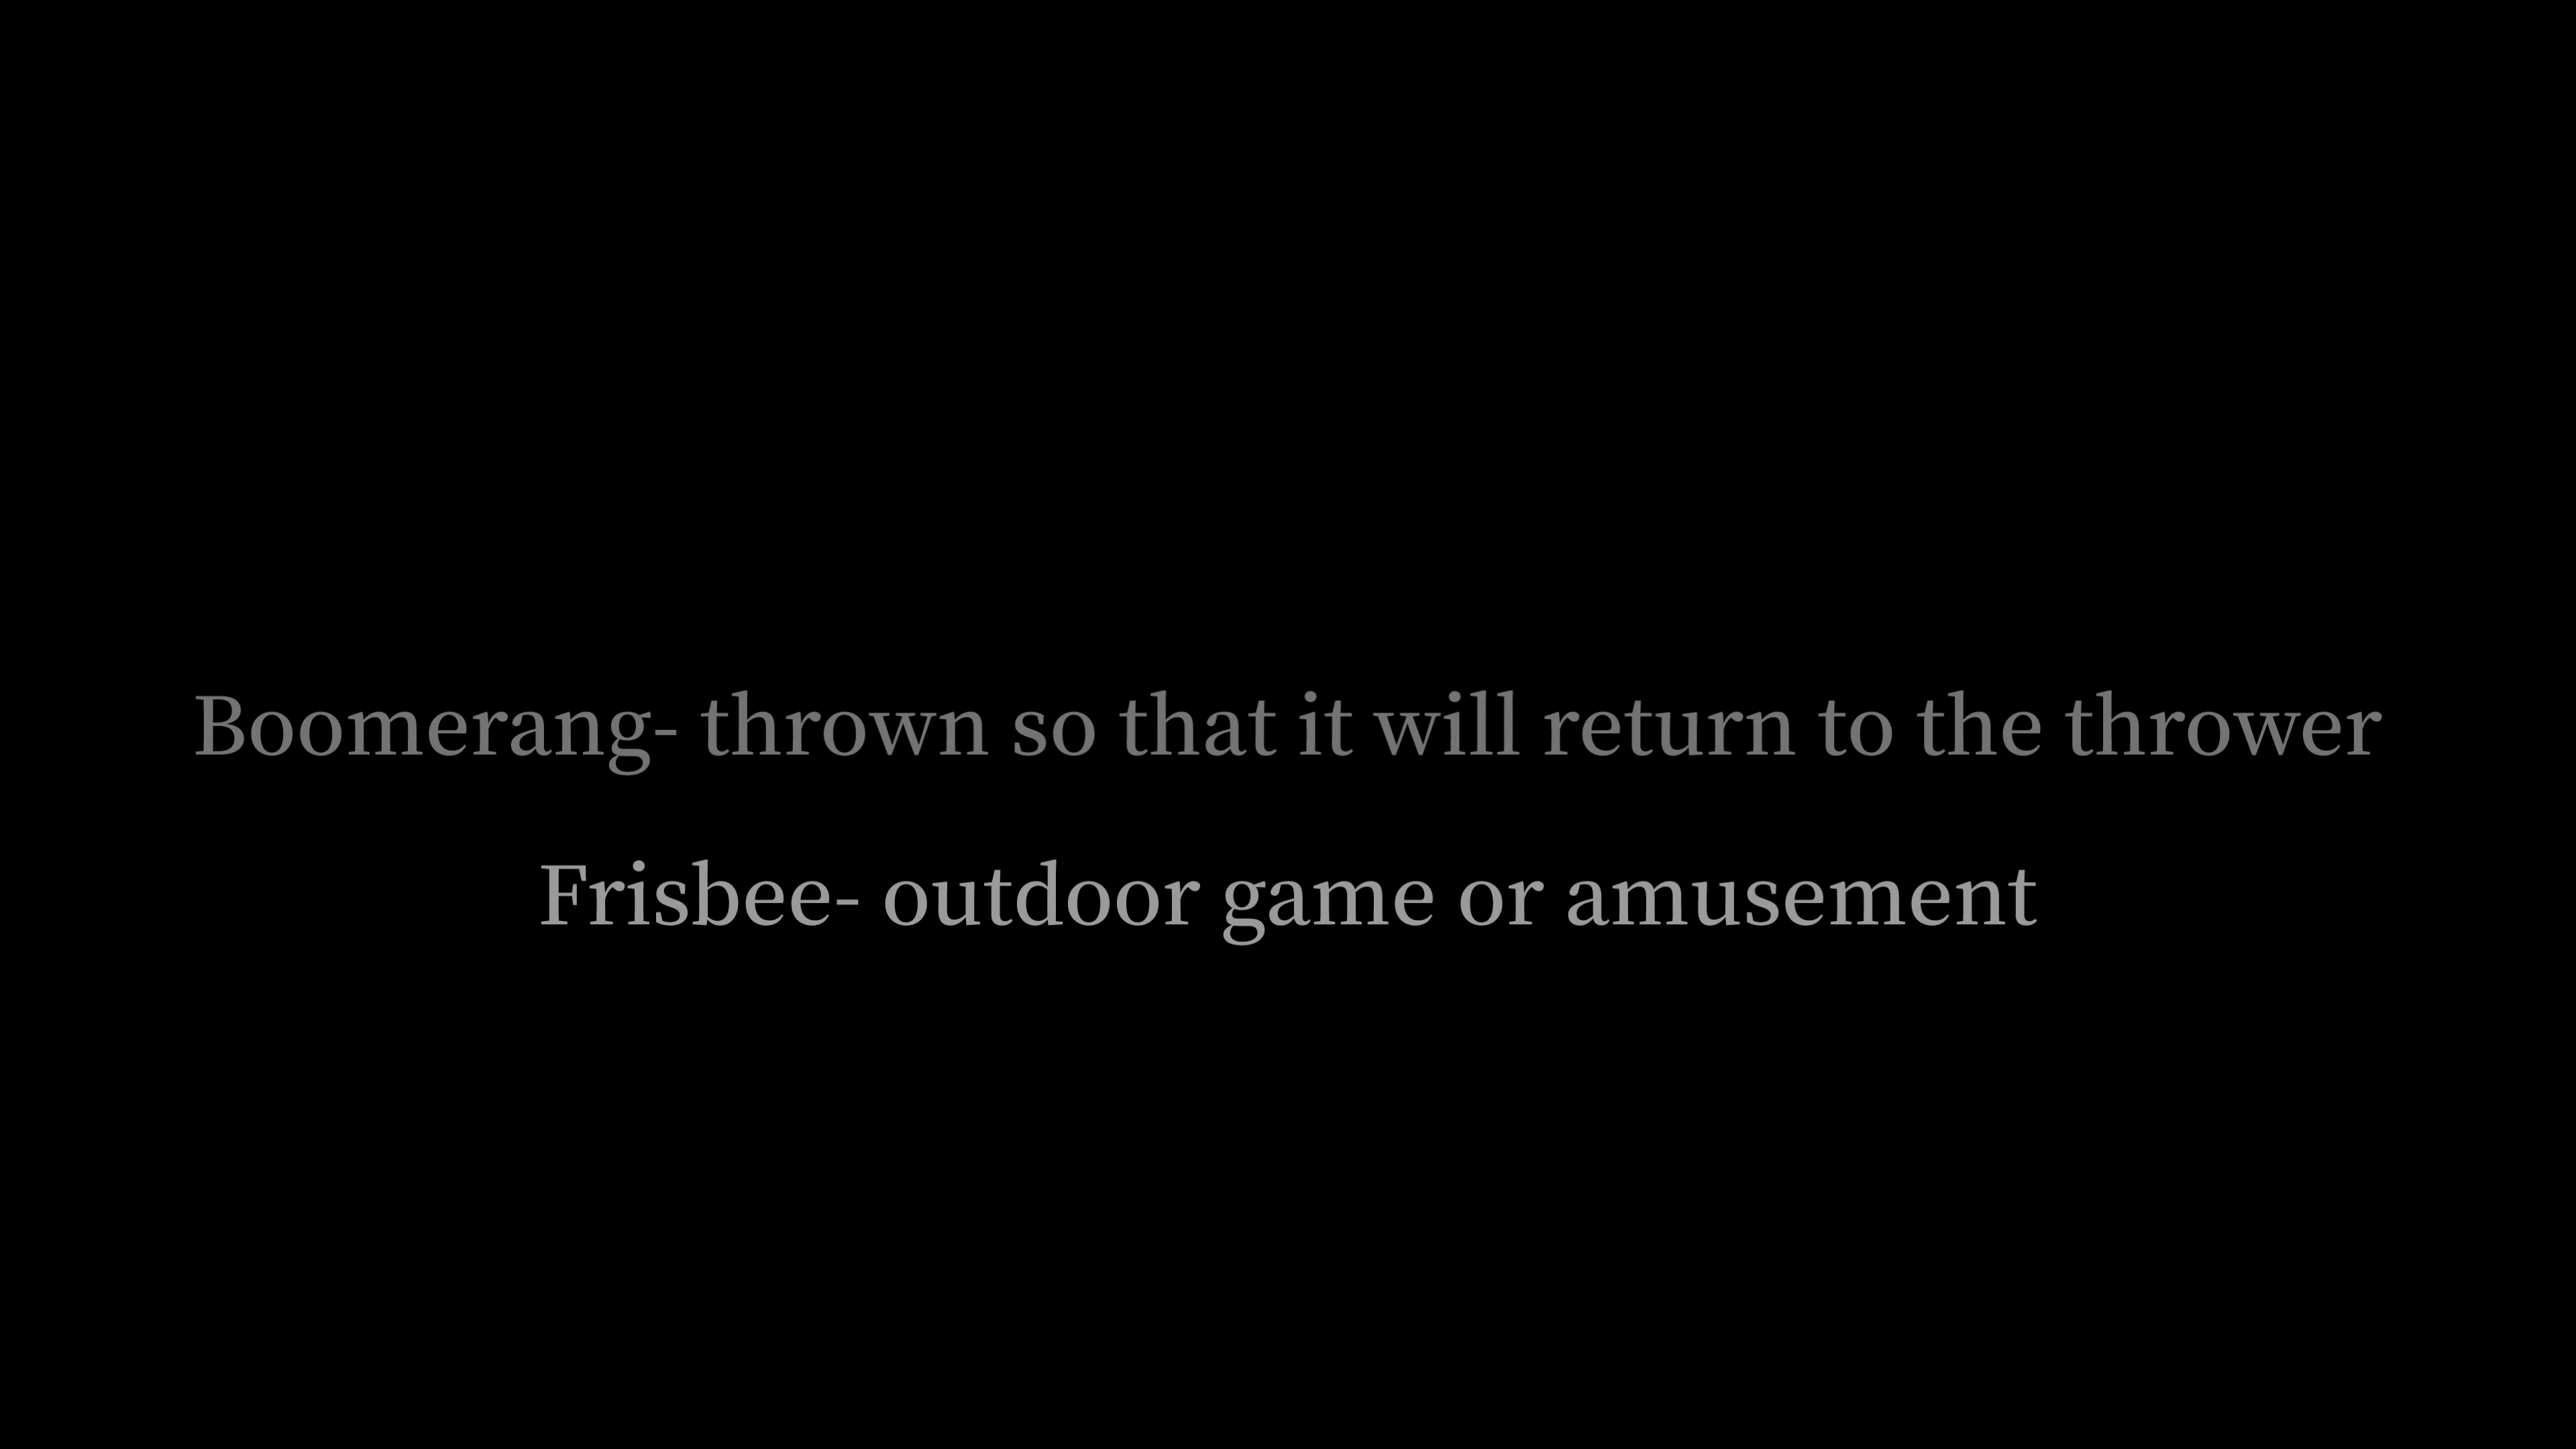 Boomerang- thrown so that it will return to the thrower
Frisbee- outdoor game or amusement